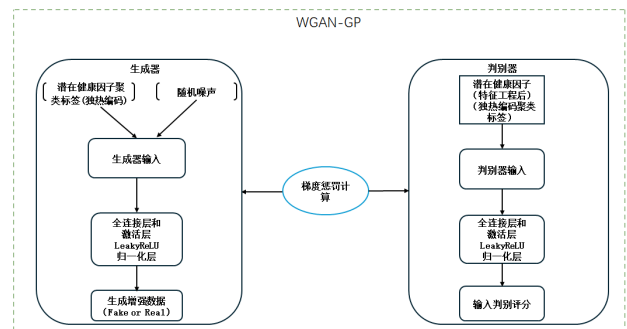 WGAN-GP
生成器
潜在健康因子聚
类标签(独热编码)
随机噪声
生成器输入
全连接层和
激活层
LeakyReLU
归一化层
生成增强数据
(Fake or Real)
梯度惩罚计
算
判别器
潜在健康因子
(特征工程后)
(独热编码聚类
标签)
判别器输入
全连接层和
激活层
LeakyReLU
归一化层
输入判别评分